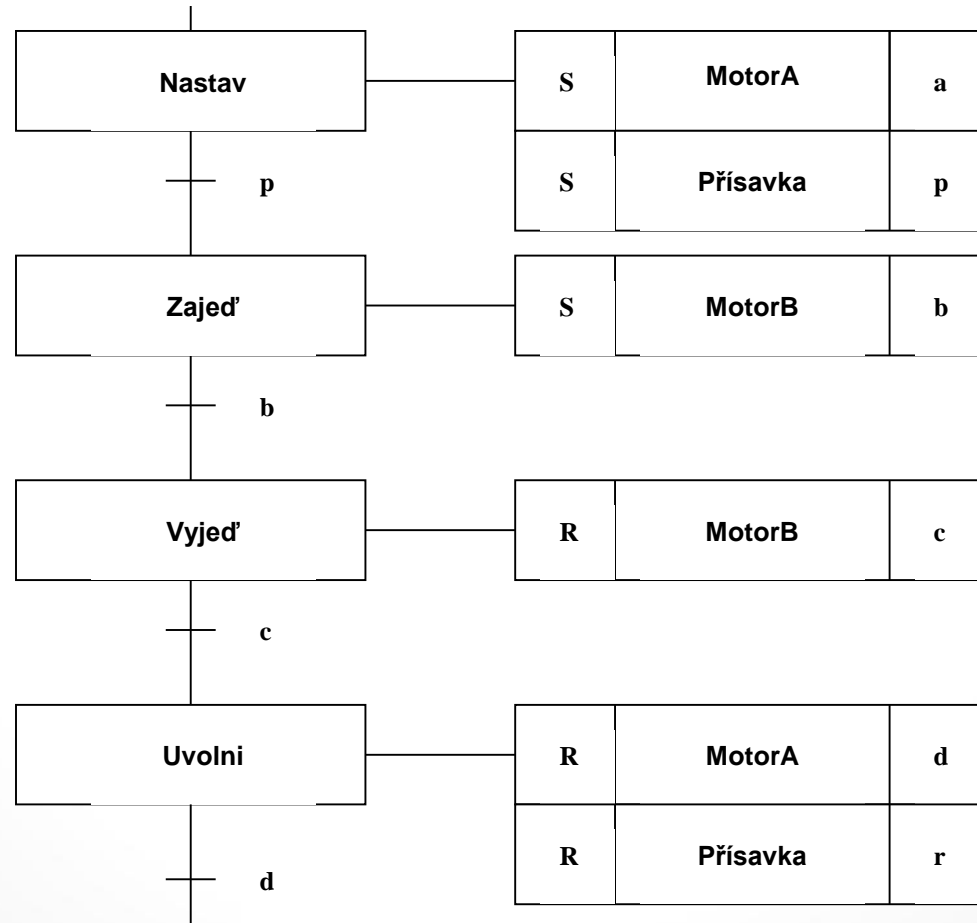 Nastav S MotorA a
p S Přísavka p
Zajeď S MotorB b
b
Vyjeď R MotorB c
c
Uvolni R MotorA d
R Přísavka r
d